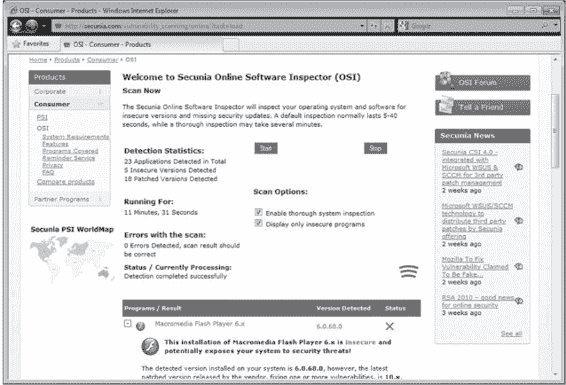 OSI - Consumer - Products - Windows Internet Explorer
Google
Favorites
OSI - Consumer - Products
Home » Products » Consumer » OSI
Products
Corporate
Consumer
PSI
OSI
System Requirements
Features
Programs Covered
Reminder Service
Privacy
FAQ
Compare products
Partner Programs
Secunia PSI WorldMap
Welcome to Secunia Online Software Inspector (OSI)
Scan Now
The Secunia Online Software Inspector will inspect your operating system and software for
insecure versions and missing security updates. A default inspection normally lasts 5-40
seconds, while a thorough inspection may take several minutes.
Detection Statistics:
23 Applications Detected in Total
5 Insecure Versions Detected
18 Patched Versions Detected
Start
Stop
Running For:
11 Minutes, 31 Seconds
Scan Options:
Enable thorough system inspection
Display only insecure programs
Errors with the scan:
0 Errors Detected, scan result should
be correct
Status / Currently Processing:
Detection completed successfully
Programs / Result
Version Detected
Status
Macromedia Flash Player 6.x
6.0.68.0
This installation of Macromedia Flash Player 6.x is insecure and
potentially exposes your system to security threats!
The detected version installed on your system is 6.0.68.0, however, the latest
patched version released by the vendor, fixing one or more vulnerabilities, is 10.x.
OSI Forum
Tell a Friend
Secunia News
Secunia CSI 4.0 -
integrated with
Microsoft WSUS &
SCCM for 3rd party
patch management
2 weeks ago
Microsoft WSUS/SCCM
technology to
distribute third party
patches by Secunia
offering
2 weeks ago
Mozilla To Fix
Vulnerability Claimed
To Be Fake...
2 weeks ago
RSA 2010 - good news
for online security
3 weeks ago
See all